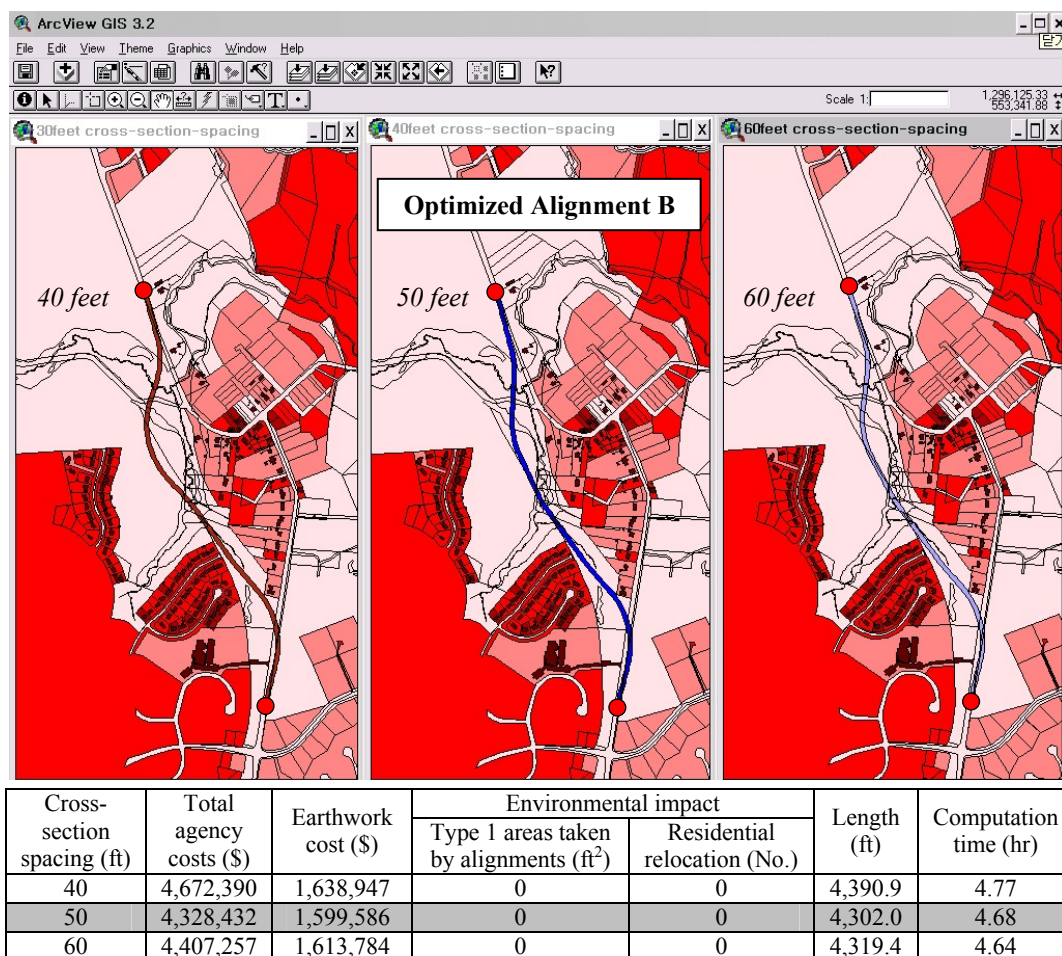 ArcView GIS 3.2
File Edit View Theme Graphics Window Help
닫기
Scale 1:
1,296,125.33
553,341.88
30feet cross-section-spacing
40feet cross-section-spacing
60feet cross-section-spacing
Optimized Alignment B
40 feet
50 feet
60 feet
Cross-section spacing (ft) Total agency costs ($) Earthwork cost ($) Environmental impact Length (ft) Computation time (hr)
Type 1 areas taken by alignments (ft²) Residential relocation (No.)
40 4,672,390 1,638,947 0 0 4,390.9 4.77
50 4,328,432 1,599,586 0 0 4,302.0 4.68
60 4,407,257 1,613,784 0 0 4,319.4 4.64